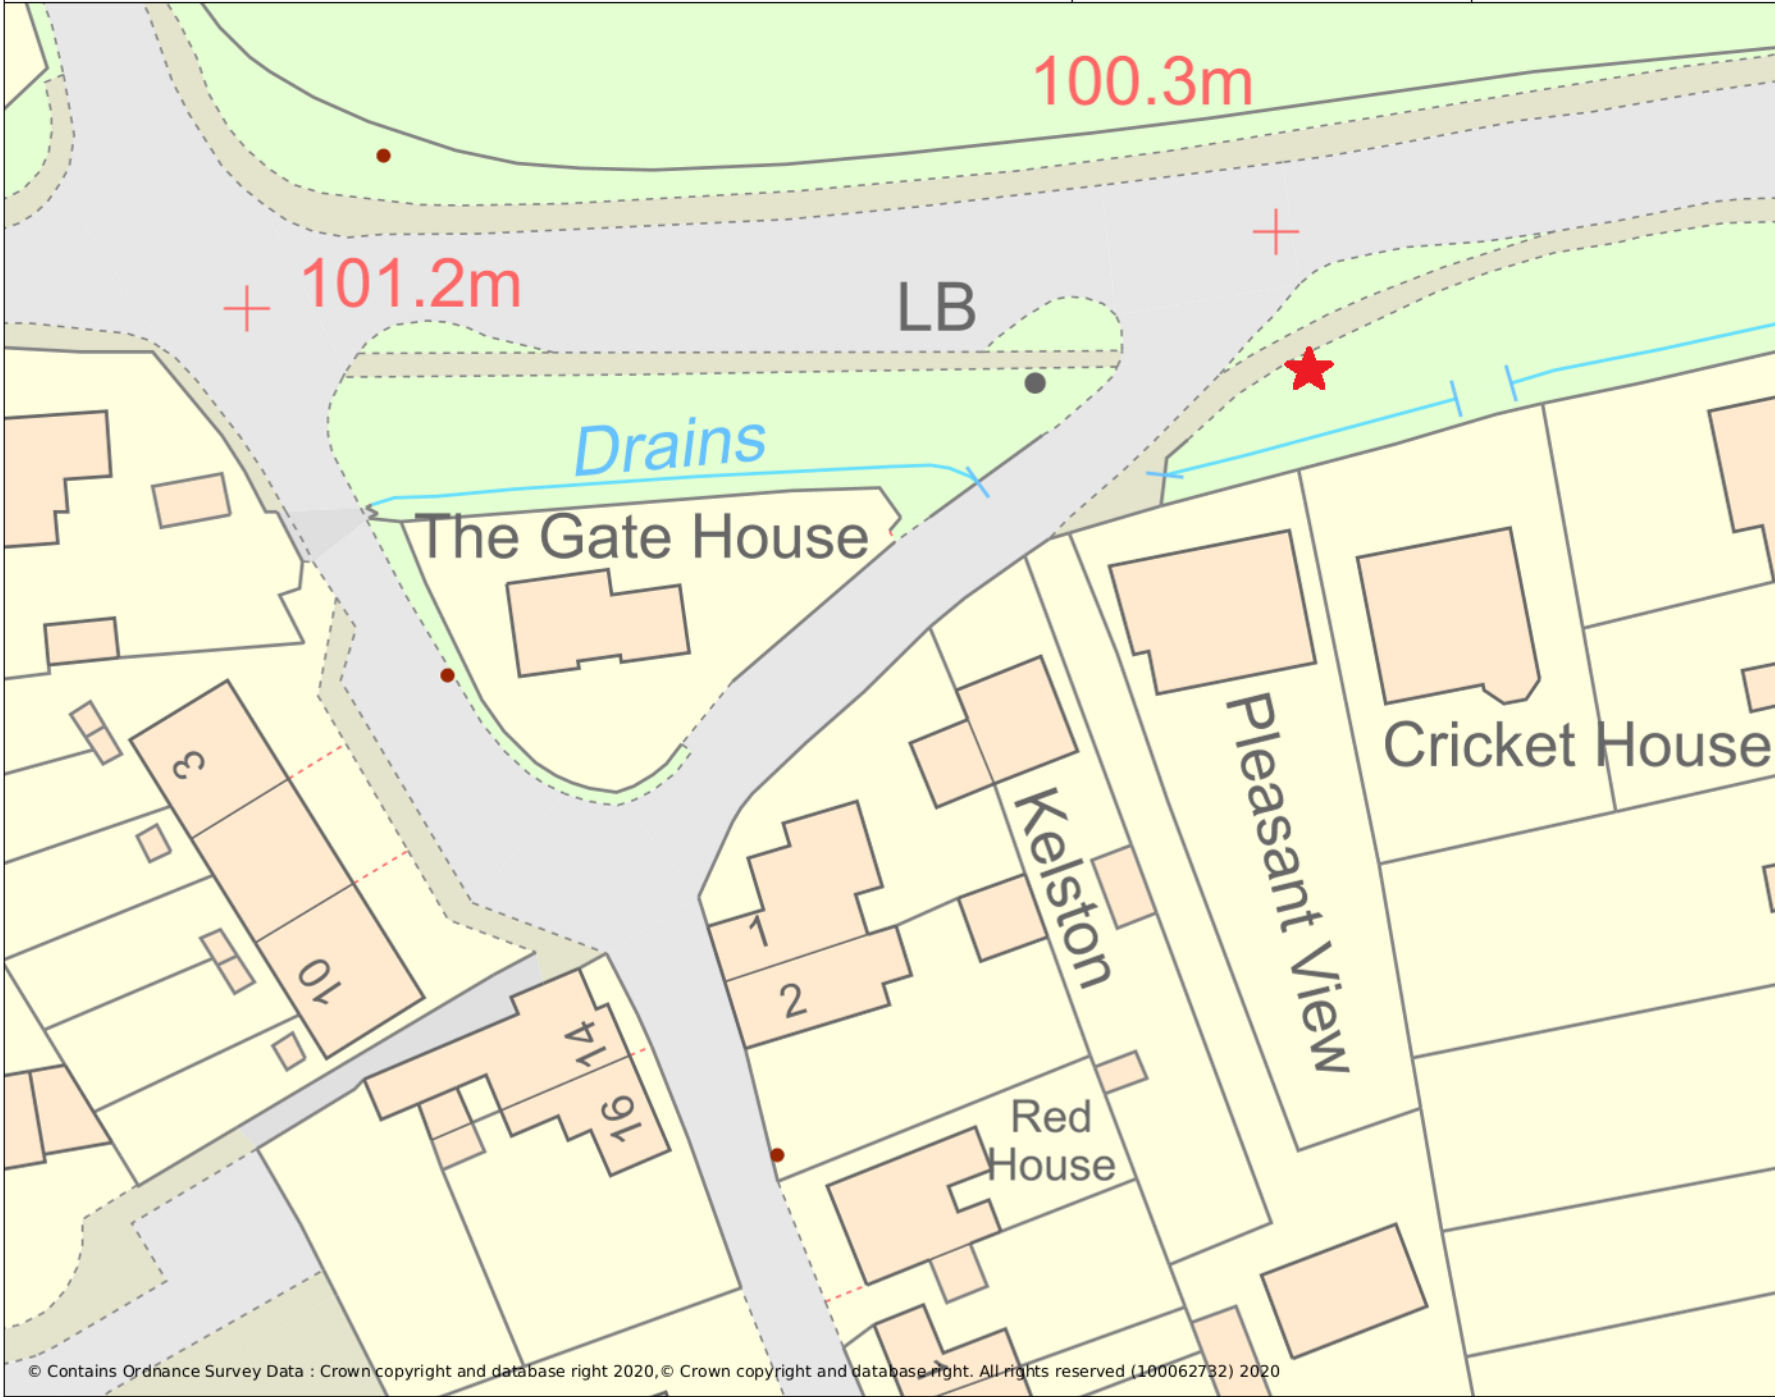 100.3m
101.2m
LB
Drains
The Gate House
Cricket House
Pleasant View
Kelston
3
10
14
16
1
2
Red
House
1
© Contains Ordnance Survey Data : Crown copyright and database right 2020,© Crown copyright and database right. All rights reserved (100062732) 2020